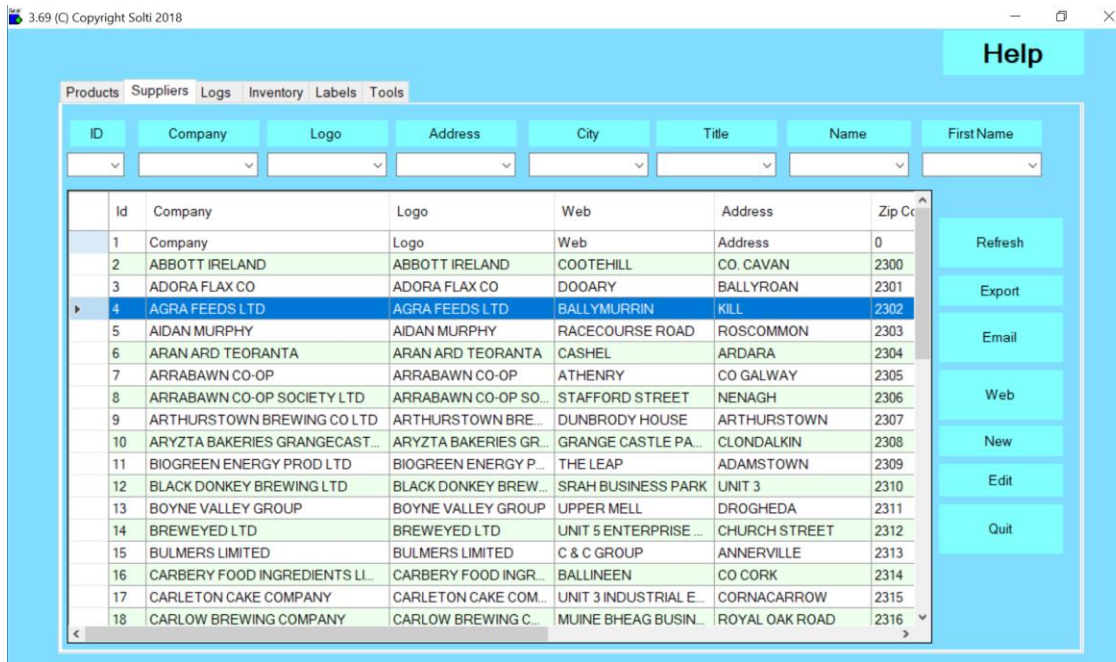 3.69 (C) Copyright Solti 2018
Help
Products Suppliers Logs Inventory Labels Tools
ID Company Logo Address City Title Name First Name
Id Company Logo Web Address Zip Cc
1 Company Logo Web Address 0
2 ABBOTT IRELAND ABBOTT IRELAND COOTEHILL CO. CAVAN 2300
3 ADORA FLAX CO ADORA FLAX CO DOOARY BALLYROAN 2301
4 AGRA FEEDS LTD AGRA FEEDS LTD BALLYMURRIN KILL 2302
5 AIDAN MURPHY AIDAN MURPHY RACECOURSE ROAD ROSCOMMON 2303
6 ARAN ARD TEORANTA ARAN ARD TEORANTA CASHEL ARDARA 2304
7 ARRABAWN CO-OP ARRABAWN CO-OP ATHENRY CO GALWAY 2305
8 ARRABAWN CO-OP SOCIETY LTD ARRABAWN CO-OP SO... STAFFORD STREET NENAGH 2306
9 ARTHURSTOWN BREWING CO LTD ARTHURSTOWN BRE... DUNBRODY HOUSE ARTHURSTOWN 2307
10 ARYZTA BAKERIES GRANGECAST... ARYZTA BAKERIES GR... GRANGE CASTLE PA... CLONDALKIN 2308
11 BIOGREEN ENERGY PROD LTD BIOGREEN ENERGY P... THE LEAP ADAMSTOWN 2309
12 BLACK DONKEY BREWING LTD BLACK DONKEY BREW... SRAH BUSINESS PARK UNIT 3 2310
13 BOYNE VALLEY GROUP BOYNE VALLEY GROUP UPPER MELL DROGHEDA 2311
14 BREWEYED LTD BREWEYED LTD UNIT 5 ENTERPRISE ... CHURCH STREET 2312
15 BULMERS LIMITED BULMERS LIMITED C & C GROUP ANNERVILLE 2313
16 CARBERY FOOD INGREDIENTS LI... CARBERY FOOD INGR... BALLINEEN CO CORK 2314
17 CARLETON CAKE COMPANY CARLETON CAKE COM... UNIT 3 INDUSTRIAL E... CORNACARROW 2315
18 CARLOW BREWING COMPANY CARLOW BREWING C... MUINE BHEAG BUSIN... ROYAL OAK ROAD 2316
Refresh
Export
Email
Web
New
Edit
Quit